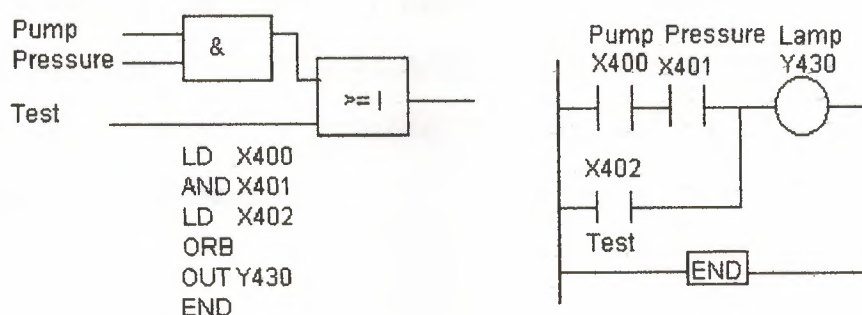 Pump
Pressure
&
Test
>= I
LD X400
AND X401
LD X402
ORB
OUT Y430
END
Pump Pressure Lamp
X400 X401 Y430
X402
Test
END